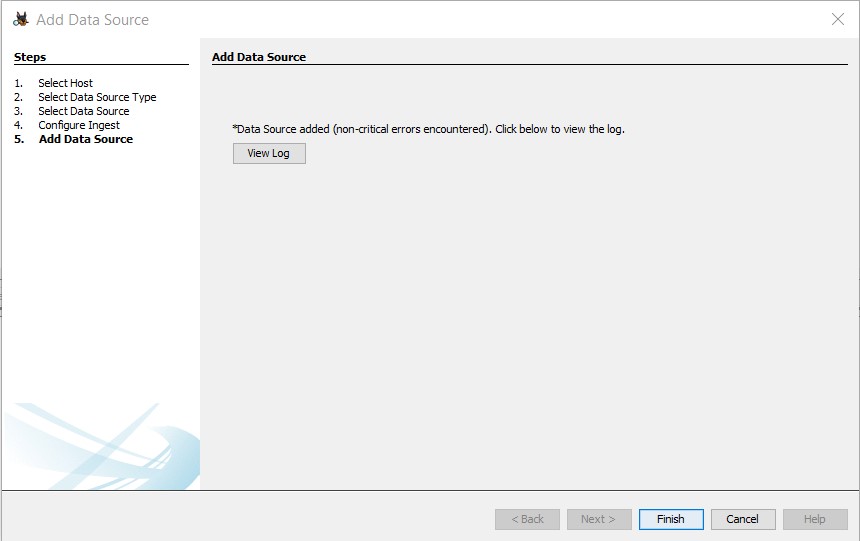 Add Data Source
Steps
1. Select Host
2. Select Data Source Type
3. Select Data Source
4. Configure Ingest
5. Add Data Source
Add Data Source
*Data Source added (non-critical errors encountered). Click below to view the log.
View Log
< Back Next > Finish Cancel Help